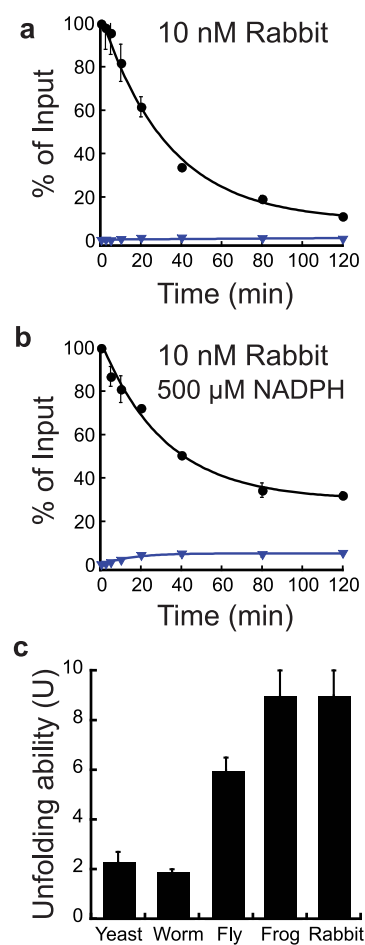 a
10 nM Rabbit
% of Input
100
80
60
40
20
0
0 20 40 60 80 100 120
Time (min)
b
10 nM Rabbit
500 µM NADPH
% of Input
100
80
60
40
20
0
0 20 40 60 80 100 120
Time (min)
c
Unfolding ability (U)
10
8
6
4
2
0
Yeast Worm Fly Frog Rabbit